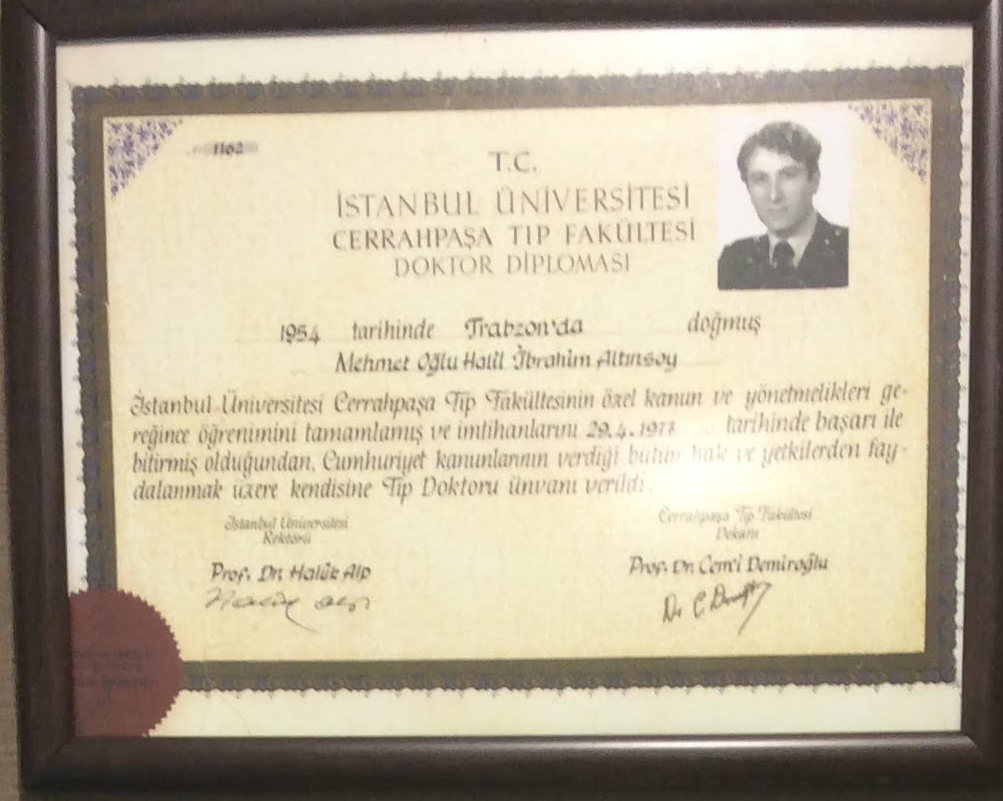 1162
T.C.
İSTANBUL ÜNİVERSİTESİ
CERRAHPAŞA TIP FAKÜLTESİ
DOKTOR DİPLOMASI
1954 tarihinde Trabzon'da doğmuş
Mehmet Oğlu Halil İbrahim Altınsoy
İstanbul Üniversitesi Cerrahpaşa Tıp Fakültesinin özel kanun ve yönetmelikleri ge-
reğince öğrenimini tamamlamış ve imtihanlarını 29.4.1977 tarihinde başarı ile
bitirmiş olduğundan, Cumhuriyet kanunlarının verdiği bütün hak ve yetkilerden fay-
dalanmak üzere kendisine Tıp Doktoru ünvanı verildi.
İstanbul Üniversitesi
Rektörü
Prof. Dr. Halûk Alp
Cerrahpaşa Tıp Fakültesi
Dekanı
Prof. Dr. Cem'i Demiroğlu